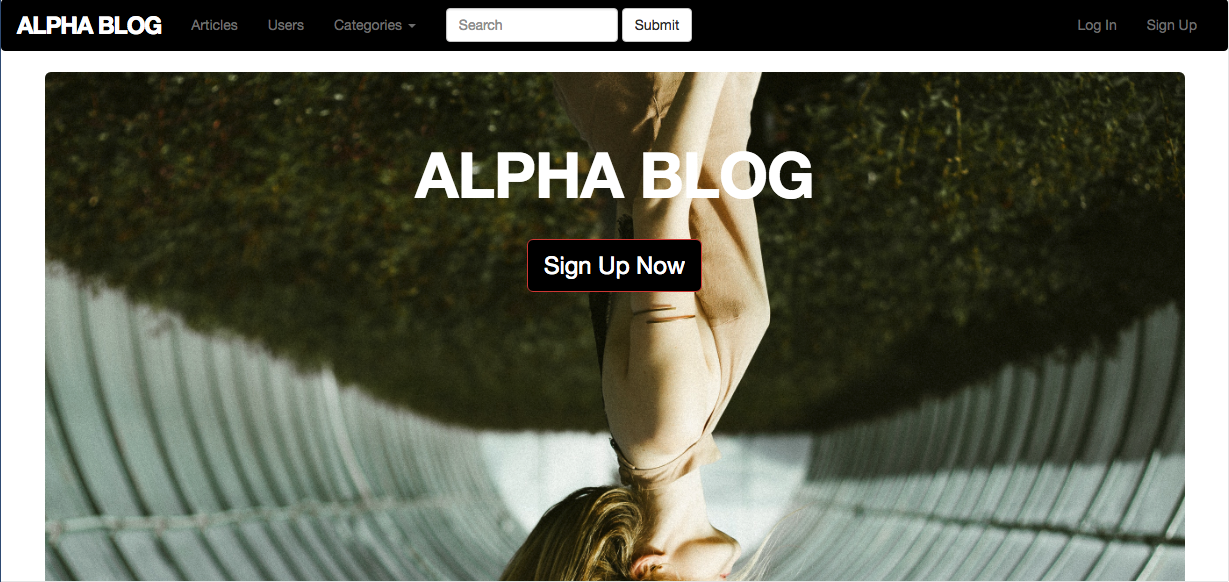 ALPHA BLOG Articles Users Categories Search Submit Log In Sign Up
ALPHA BLOG
Sign Up Now